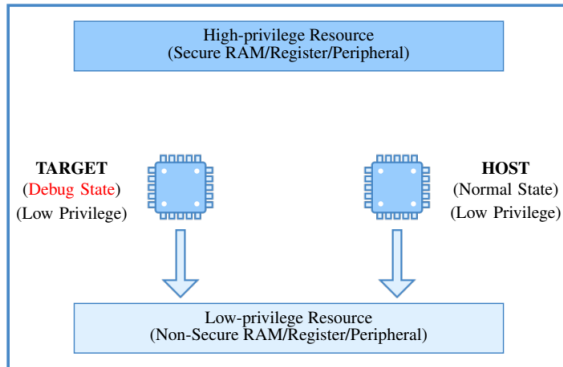 High-privilege Resource
(Secure RAM/Register/Peripheral)
TARGET
(Debug State)
(Low Privilege)
HOST
(Normal State)
(Low Privilege)
Low-privilege Resource
(Non-Secure RAM/Register/Peripheral)